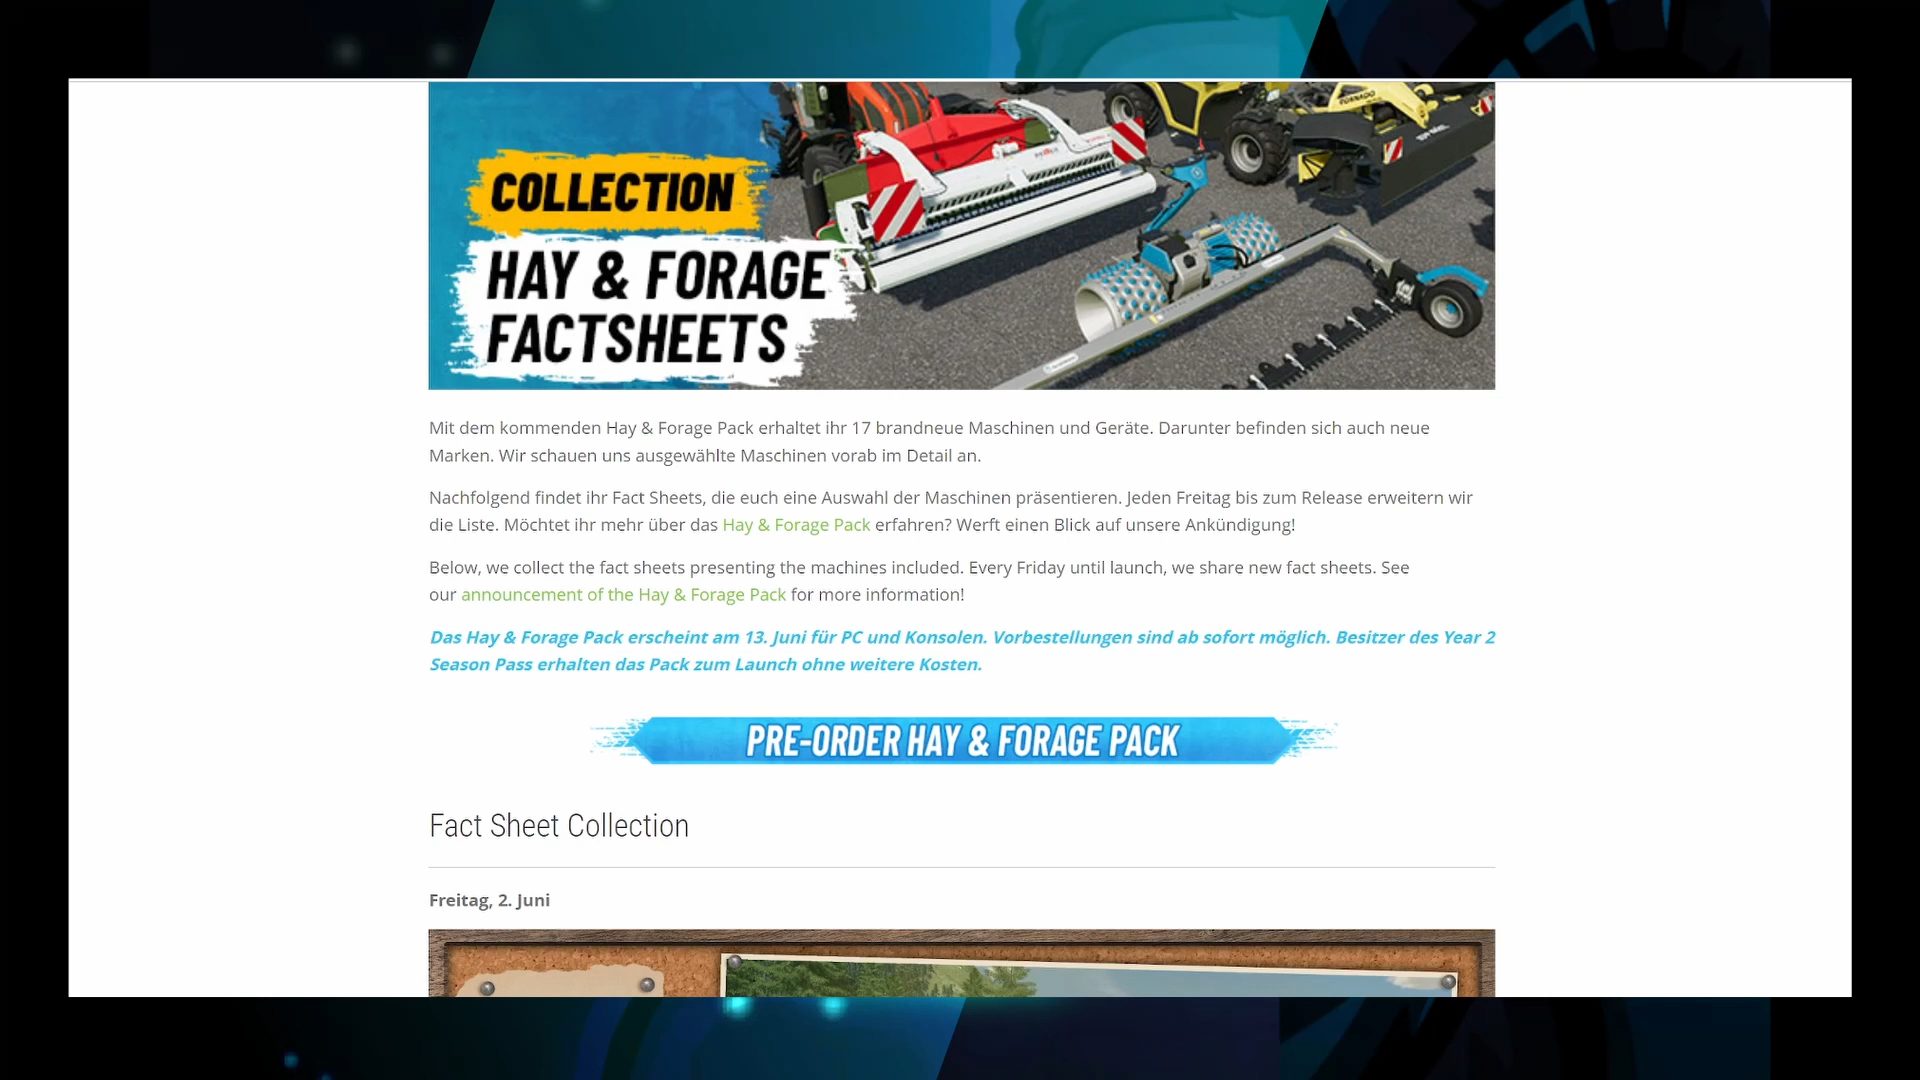 COLLECTION
HAY & FORAGE
FACTSHEETS
TORNADO
Mit dem kommenden Hay & Forage Pack erhaltet ihr 17 brandneue Maschinen und Geräte. Darunter befinden sich auch neue
Marken. Wir schauen uns ausgewählte Maschinen vorab im Detail an.
Nachfolgend findet ihr Fact Sheets, die euch eine Auswahl der Maschinen präsentieren. Jeden Freitag bis zum Release erweitern wir
die Liste. Möchtet ihr mehr über das Hay & Forage Pack erfahren? Werft einen Blick auf unsere Ankündigung!
Below, we collect the fact sheets presenting the machines included. Every Friday until launch, we share new fact sheets. See
our announcement of the Hay & Forage Pack for more information!
Das Hay & Forage Pack erscheint am 13. Juni für PC und Konsolen. Vorbestellungen sind ab sofort möglich. Besitzer des Year 2
Season Pass erhalten das Pack zum Launch ohne weitere Kosten.
PRE-ORDER HAY & FORAGE PACK
Fact Sheet Collection
Freitag, 2. Juni